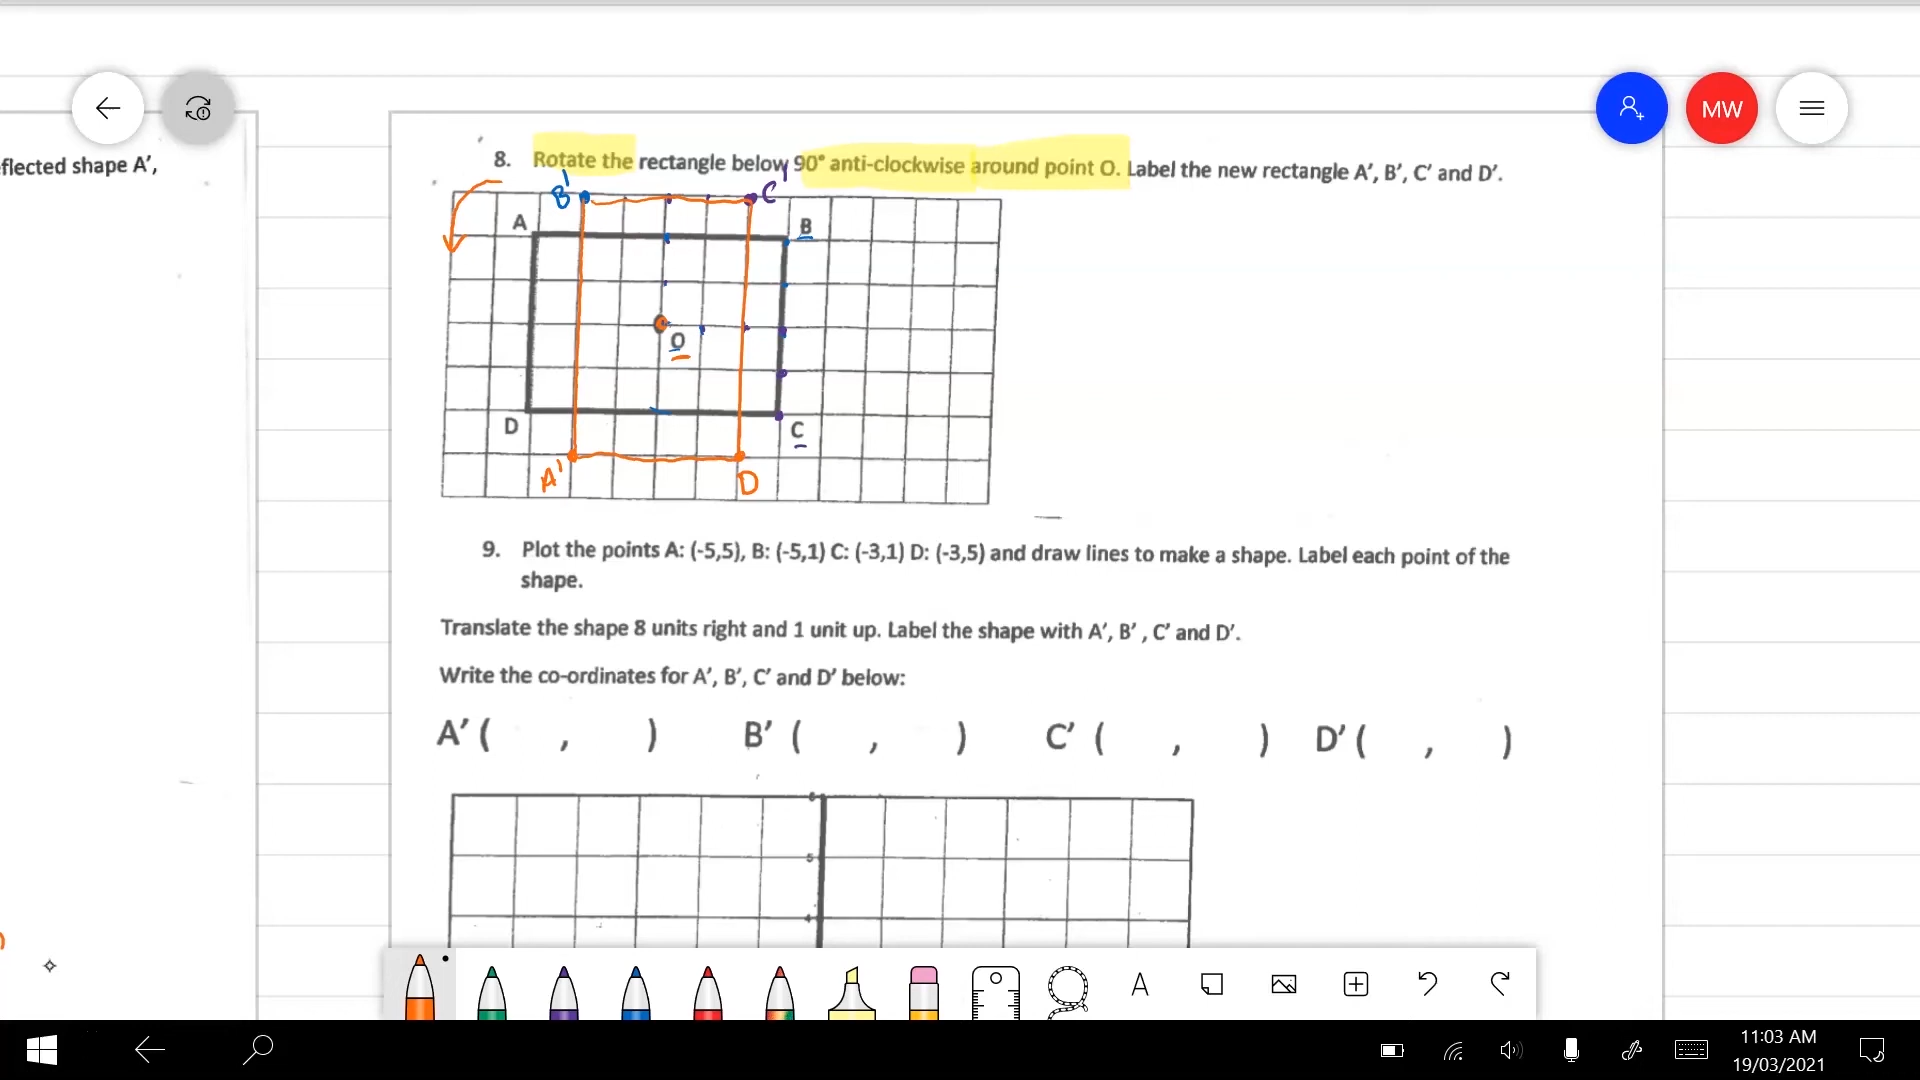 MW
flected shape A’,
8. Rotate the rectangle below 90° anti-clockwise around point O. Label the new rectangle A’, B’, C’ and D’.
B' C'
A B
O
D C
A' D
9. Plot the points A: (-5,5), B: (-5,1) C: (-3,1) D: (-3,5) and draw lines to make a shape. Label each point of the
shape.
Translate the shape 8 units right and 1 unit up. Label the shape with A’, B’ , C’ and D’.
Write the co-ordinates for A’, B’, C’ and D’ below:
A’ ( , ) B’ ( , ) C’ ( , ) D’ ( , )
5
4
A
11:03 AM
19/03/2021